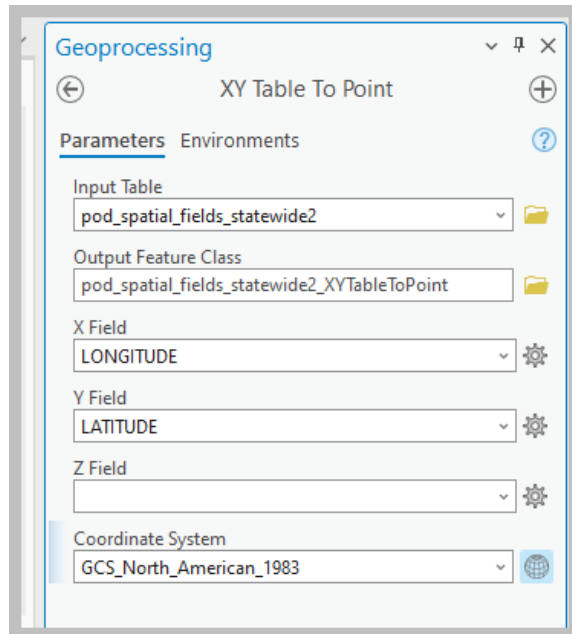 Geoprocessing
XY Table To Point
Parameters Environments
Input Table
pod_spatial_fields_statewide2
Output Feature Class
pod_spatial_fields_statewide2_XYTableToPoint
X Field
LONGITUDE
Y Field
LATITUDE
Z Field
Coordinate System
GCS_North_American_1983